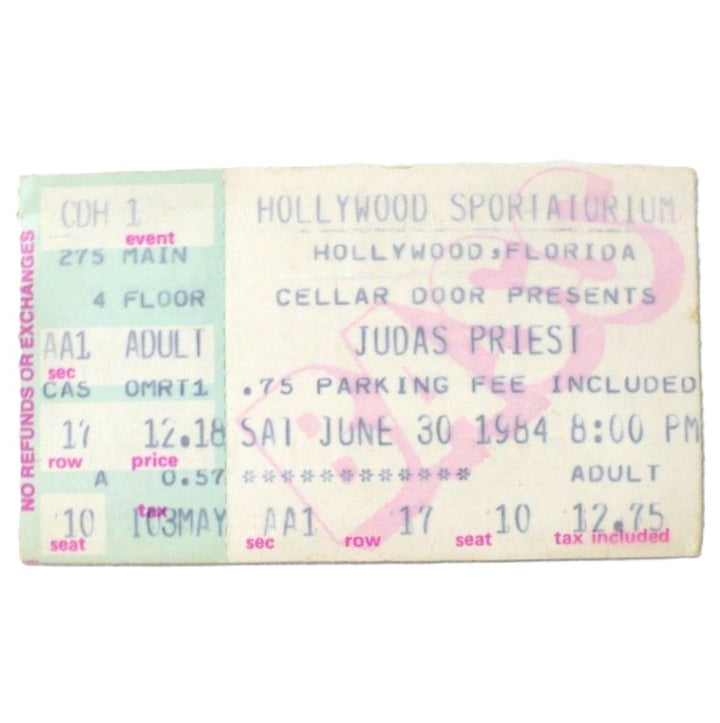 NO REFUNDS OR EXCHANGES
CDH 1
event
275 MAIN
4 FLOOR
AA1 ADULT
sec
CAS OMRT1
17 12.18
row price
A 0.57
tax
10 103MAY
seat
BASS
HOLLYWOOD SPORTATORIUM
HOLLYWOOD,FLORIDA
CELLAR DOOR PRESENTS
JUDAS PRIEST
.75 PARKING FEE INCLUDED
SAT JUNE 30 1984 8:00 PM
************ ADULT
AA1 17 10 12.75
sec row seat tax included